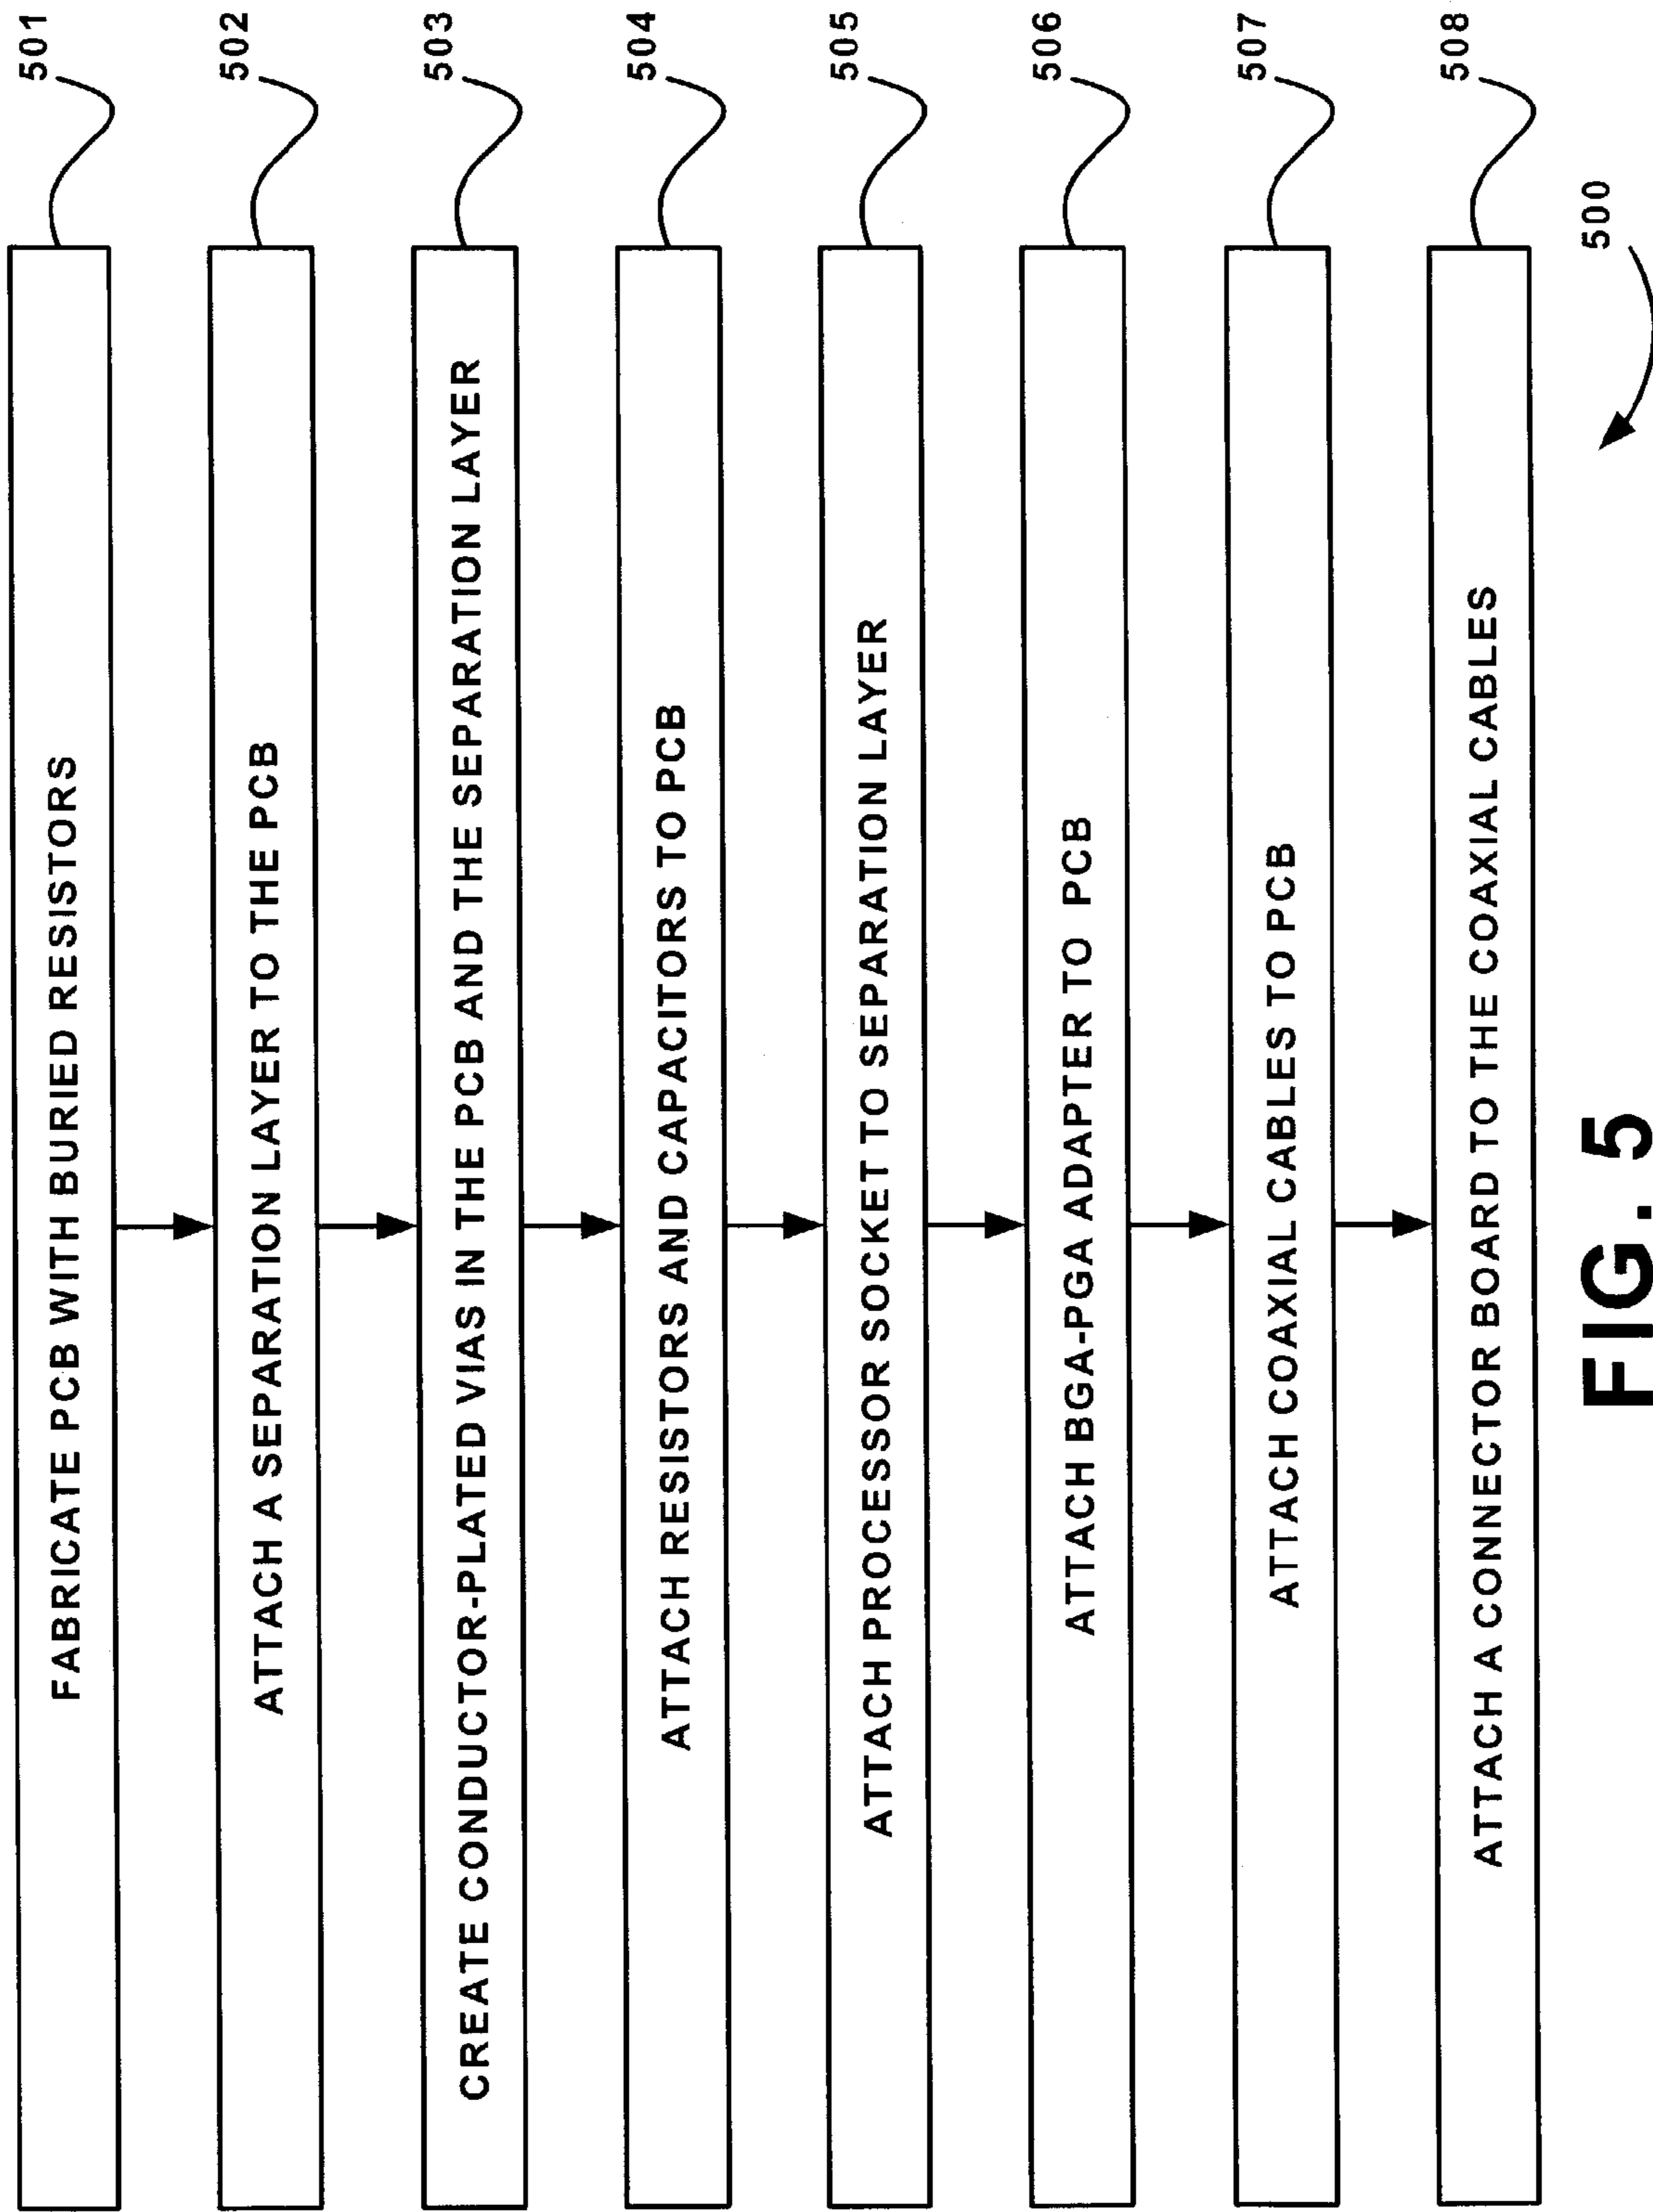 FABRICATE PCB WITH BURIED RESISTORS
501
ATTACH A SEPARATION LAYER TO THE PCB
502
CREATE CONDUCTOR-PLATED VIAS IN THE PCB AND THE SEPARATION LAYER
503
ATTACH RESISTORS AND CAPACITORS TO PCB
504
ATTACH PROCESSOR SOCKET TO SEPARATION LAYER
505
ATTACH BGA-PGA ADAPTER TO PCB
506
ATTACH COAXIAL CABLES TO PCB
507
ATTACH A CONNECTOR BOARD TO THE COAXIAL CABLES
508
500
FIG. 5